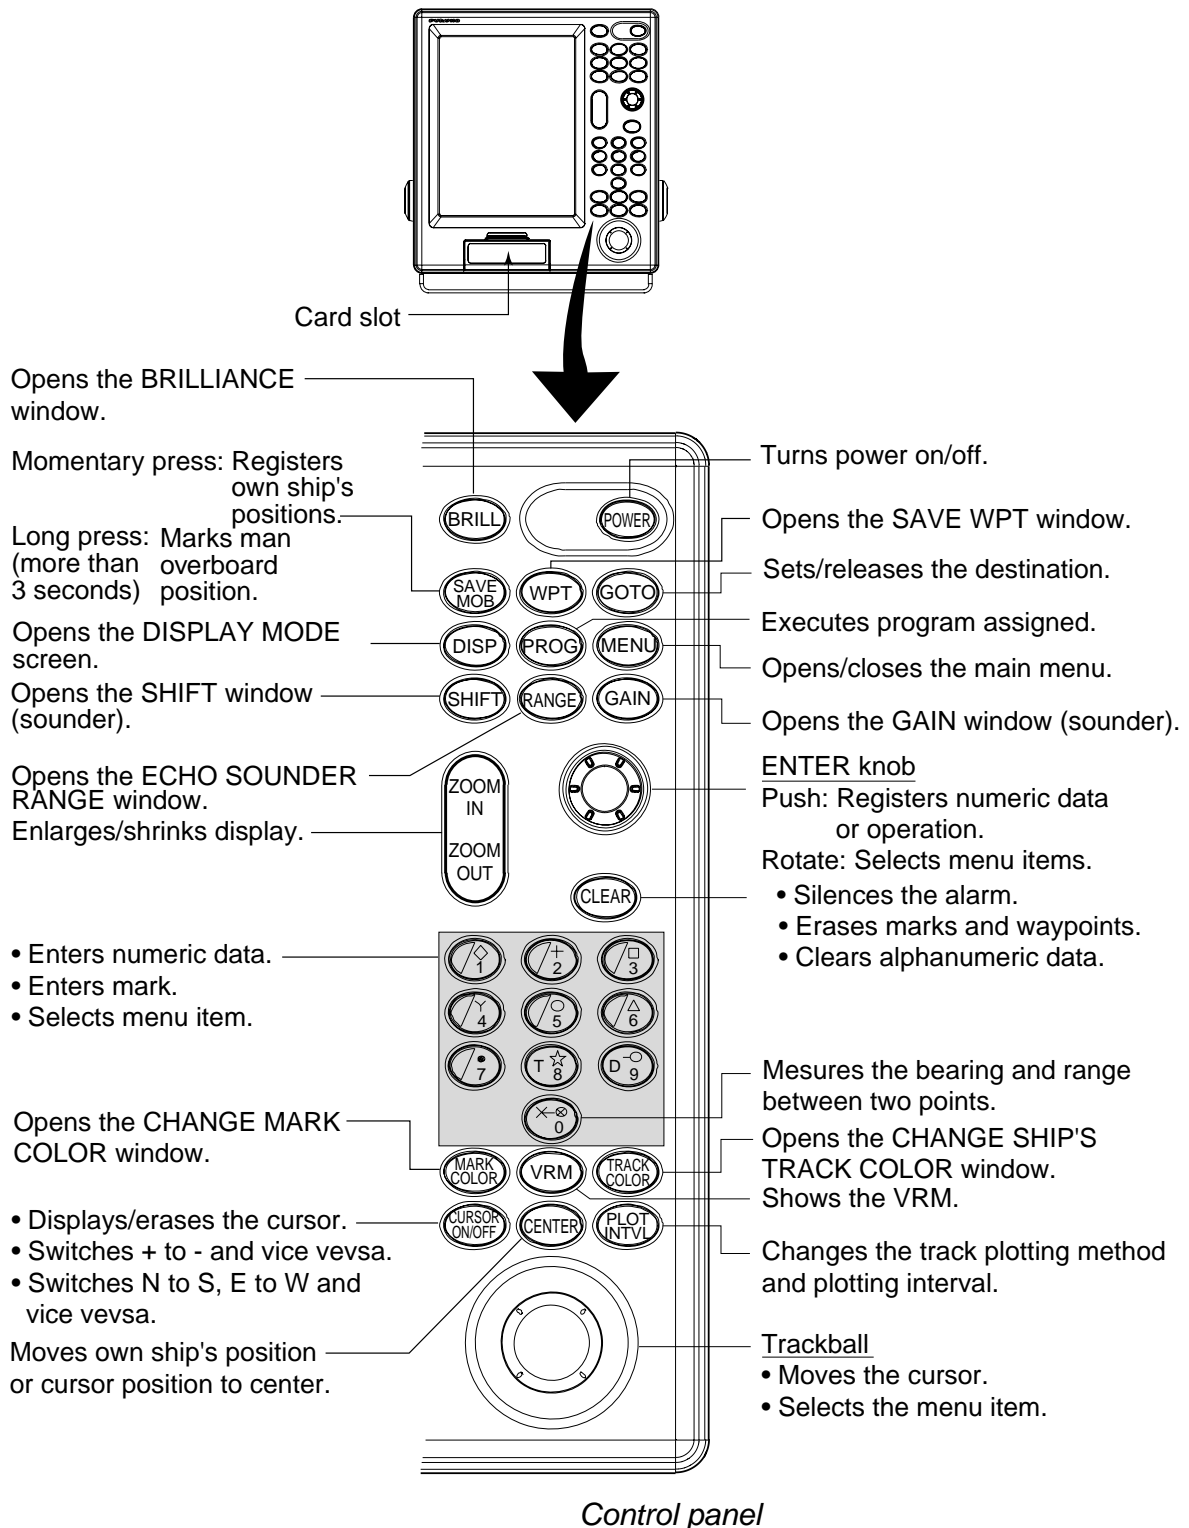 Card slot
Opens the BRILLIANCE
window.
Momentary press: Registers
own ship's
positions.
Long press: Marks man
(more than overboard
3 seconds) position.
Opens the DISPLAY MODE
screen.
Opens the SHIFT window
(sounder).
Opens the ECHO SOUNDER
RANGE window.
Enlarges/shrinks display.
• Enters numeric data.
• Enters mark.
• Selects menu item.
Opens the CHANGE MARK
COLOR window.
• Displays/erases the cursor.
• Switches + to - and vice vevsa.
• Switches N to S, E to W and
vice vevsa.
Moves own ship's position
or cursor position to center.
BRILL
POWER
SAVE
MOB
WPT
GOTO
DISP
PROG
MENU
SHIFT
RANGE
GAIN
ZOOM
IN
ZOOM
OUT
CLEAR
1
2
3
4
5
6
7
T 8
D 9
0
MARK
COLOR
VRM
TRACK
COLOR
CURSOR
ON/OFF
CENTER
PLOT
INTVL
Turns power on/off.
Opens the SAVE WPT window.
Sets/releases the destination.
Executes program assigned.
Opens/closes the main menu.
Opens the GAIN window (sounder).
ENTER knob
Push: Registers numeric data
or operation.
Rotate: Selects menu items.
• Silences the alarm.
• Erases marks and waypoints.
• Clears alphanumeric data.
Mesures the bearing and range
between two points.
Opens the CHANGE SHIP'S
TRACK COLOR window.
Shows the VRM.
Changes the track plotting method
and plotting interval.
Trackball
• Moves the cursor.
• Selects the menu item.
Control panel